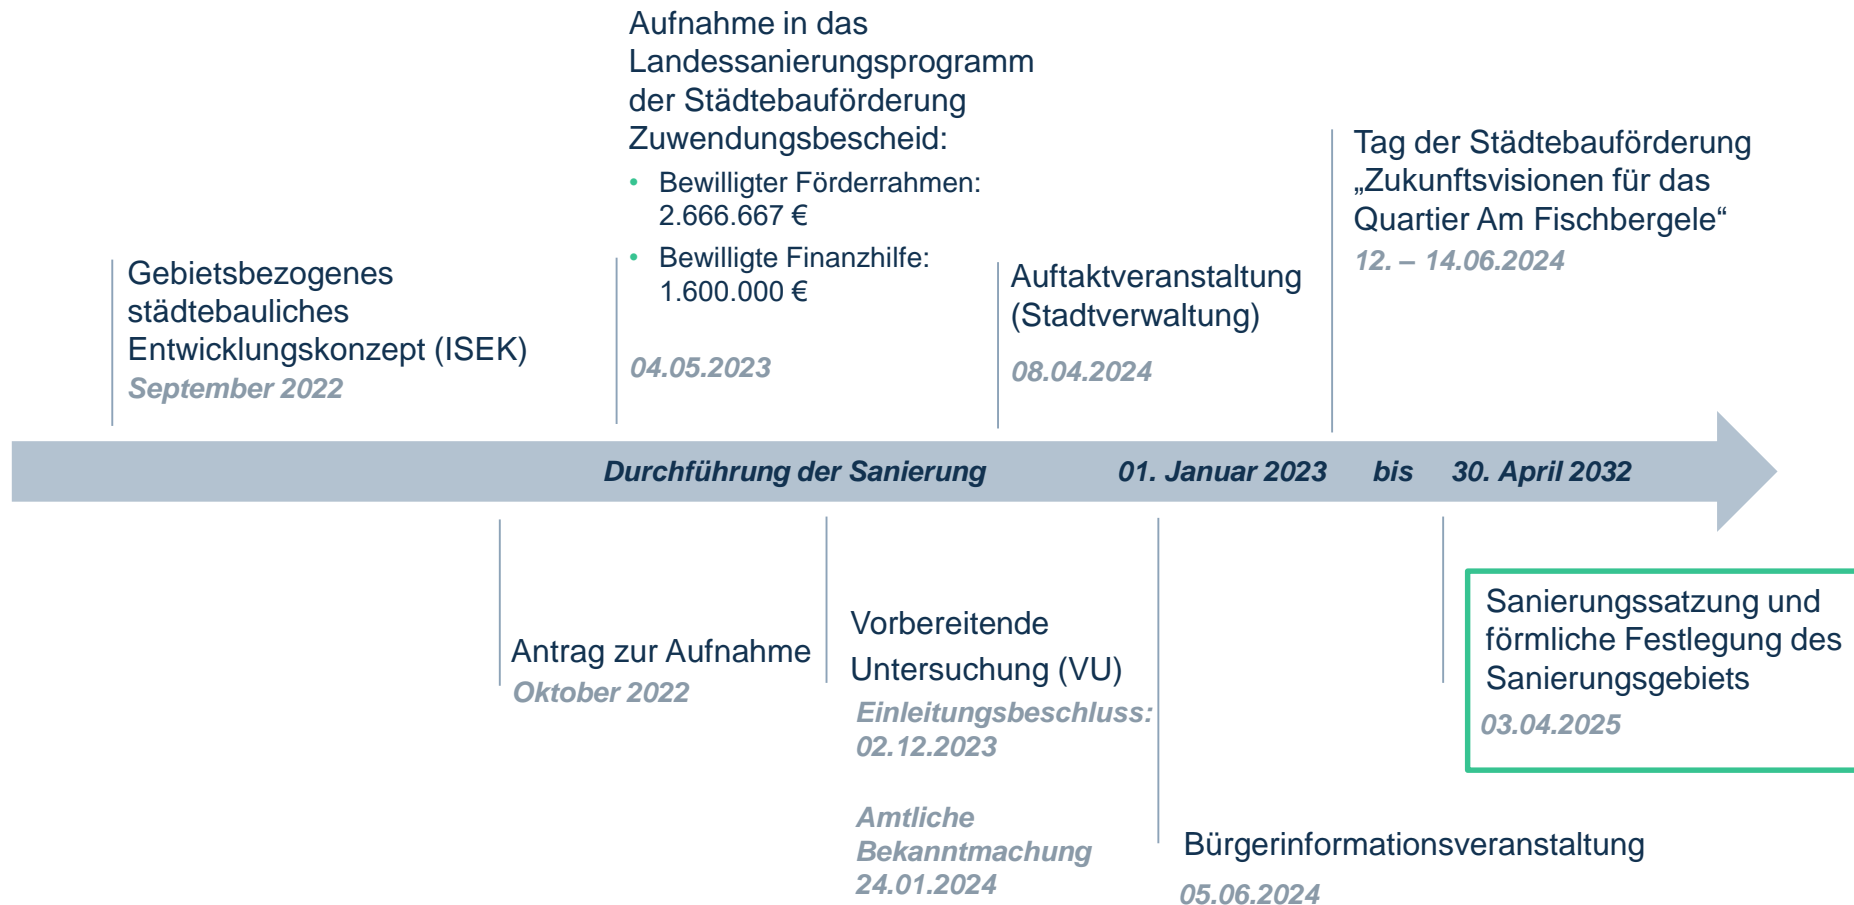 Aufnahme in das
Landessanierungsprogramm
der Städtebauförderung
Zuwendungsbescheid:
• Bewilligter Förderrahmen:
2.666.667 €
• Bewilligte Finanzhilfe:
1.600.000 €
04.05.2023
Gebietsbezogenes
städtebauliches
Entwicklungskonzept (ISEK)
September 2022
Auftaktveranstaltung
(Stadtverwaltung)
08.04.2024
Tag der Städtebauförderung
„Zukunftsvisionen für das
Quartier Am Fischbergele“
12. – 14.06.2024
Durchführung der Sanierung 01. Januar 2023 bis 30. April 2032
Antrag zur Aufnahme
Oktober 2022
Vorbereitende
Untersuchung (VU)
Einleitungsbeschluss:
02.12.2023
Amtliche
Bekanntmachung
24.01.2024
Bürgerinformationsveranstaltung
05.06.2024
Sanierungssatzung und
förmliche Festlegung des
Sanierungsgebiets
03.04.2025